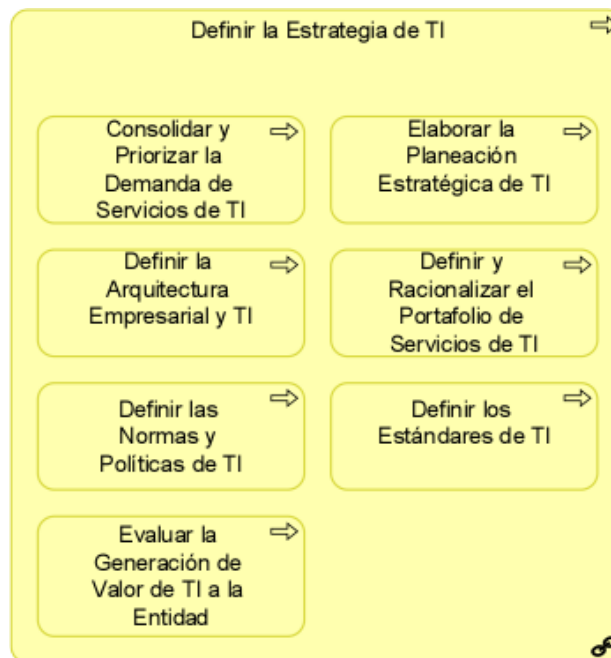 Definir la Estrategia de TI
Consolidar y
Priorizar la
Demanda de
Servicios de TI
Elaborar la
Planeación
Estratégica de TI
Definir la
Arquitectura
Empresarial y TI
Definir y
Racionalizar el
Portafolio de
Servicios de TI
Definir las
Normas y
Políticas de TI
Definir los
Estándares de TI
Evaluar la
Generación de
Valor de TI a la
Entidad